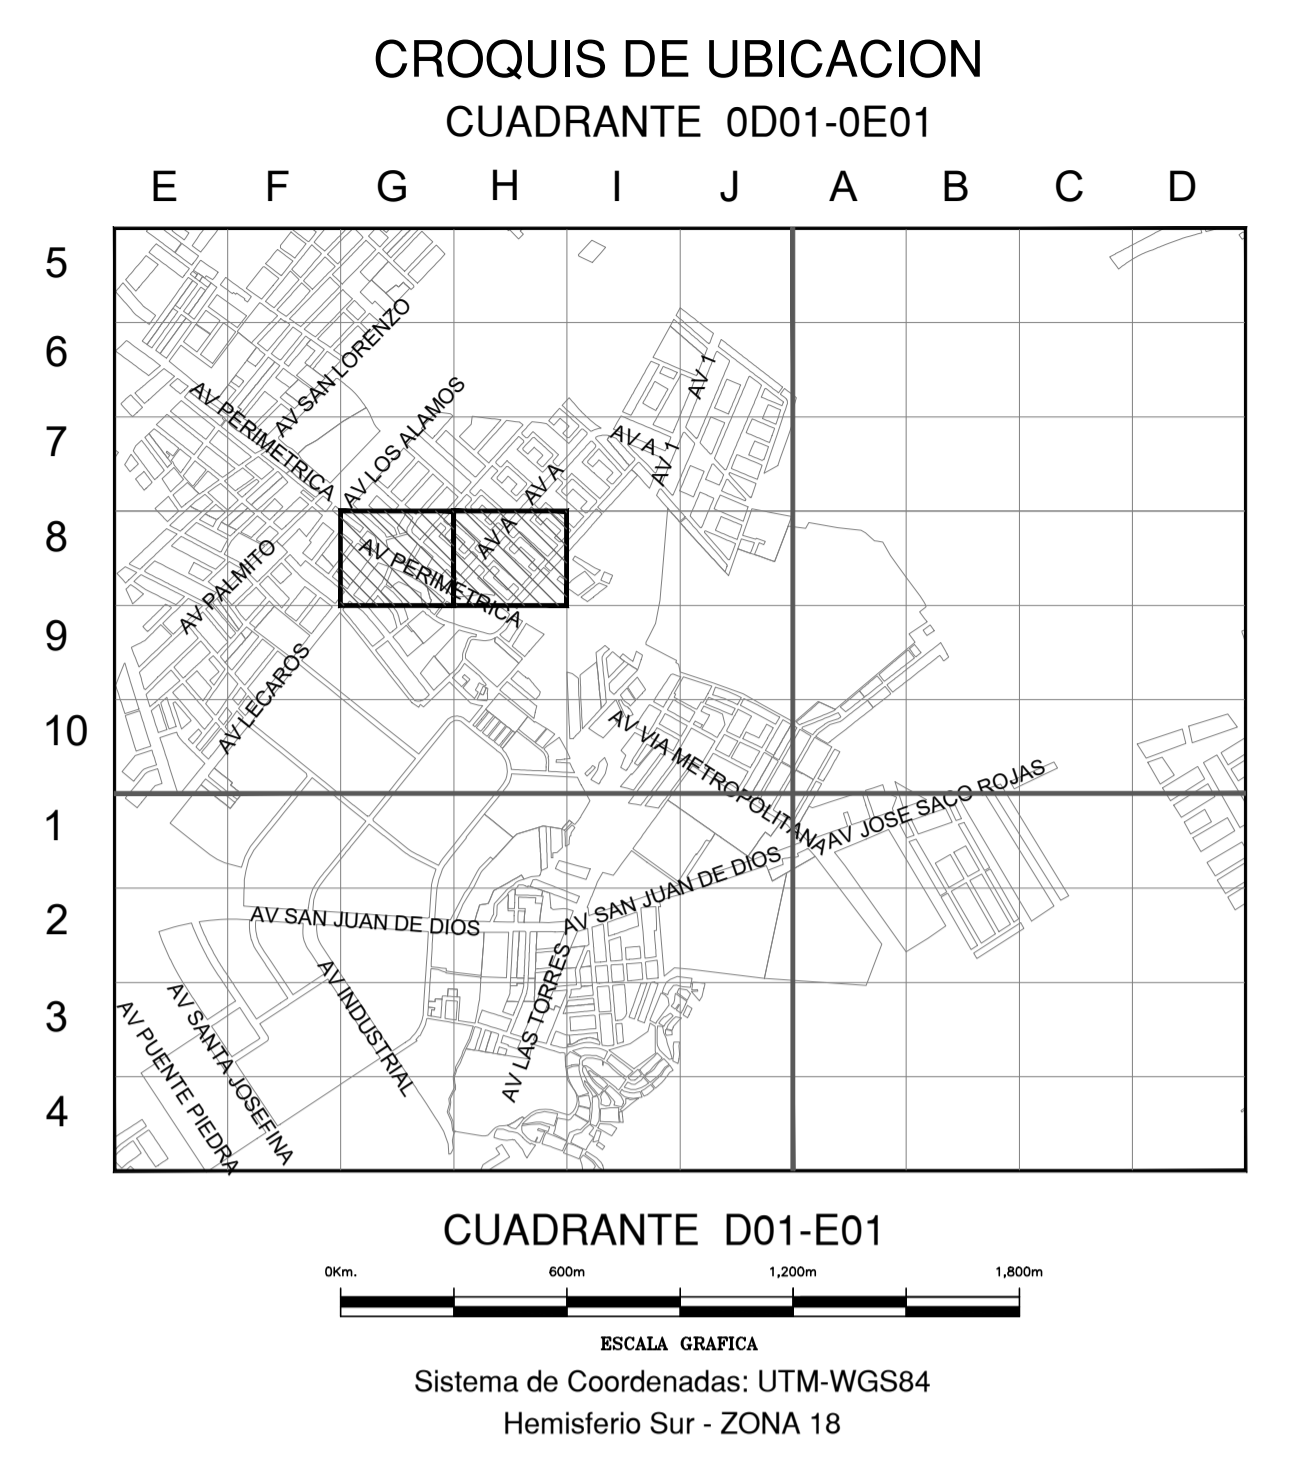 CROQUIS DE UBICACION
CUADRANTE 0D01-0E01
E F G H I J A B C D
5
6
AV SAN LORENZO
AV 1
AV PERIMETRICA
AV LOS ALAMOS
7
AV A
AV 1
AV A
8
AV A
AV PERIMETRICA
AV PALMITO
9
AV LECAROS
10
AV VIA METROPOLITANA
AV JOSE SACO ROJAS
1
AV SAN JUAN DE DIOS
2
AV SAN JUAN DE DIOS
AV INDUSTRIAL
AV LAS TORRES
3
AV SANTA JOSEFINA
AV PUENTE PIEDRA
4
CUADRANTE D01-E01
0Km. 600m 1,200m 1,800m
ESCALA GRAFICA
Sistema de Coordenadas: UTM-WGS84
Hemisferio Sur - ZONA 18